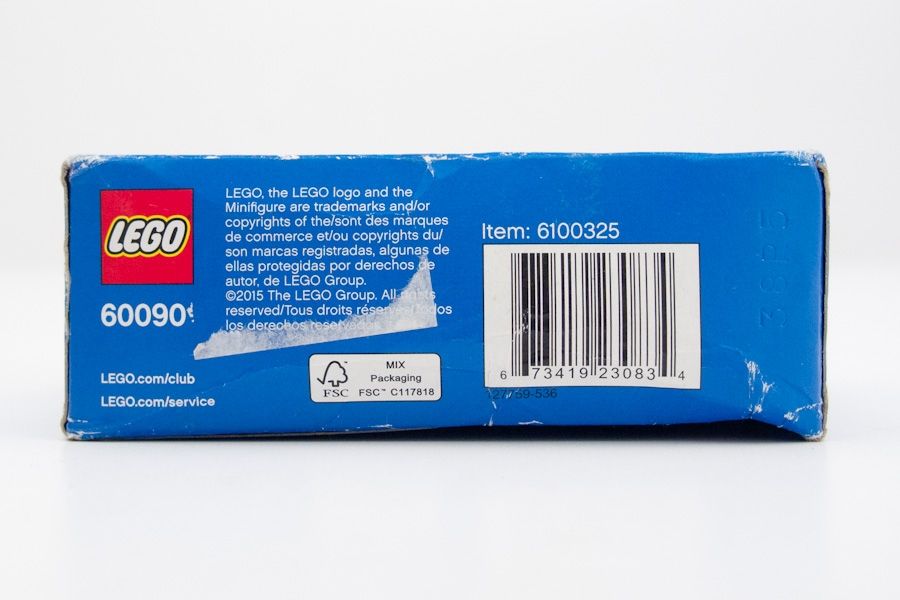 LEGO
60090
LEGO.com/club
LEGO.com/service
LEGO, the LEGO logo and the
Minifigure are trademarks and/or
copyrights of the/sont des marques
de commerce et/ou copyrights du/
son marcas registradas, algunas de
ellas protegidas por derechos de
autor, de LEGO Group.
©2015 The LEGO Group. All rights
reserved/Tous droits réservés/Todos
los derechos reservados.
FSC
MIX
Packaging
FSC™ C117818
Item: 6100325
6 73419 23083 4
127759-536
38P5